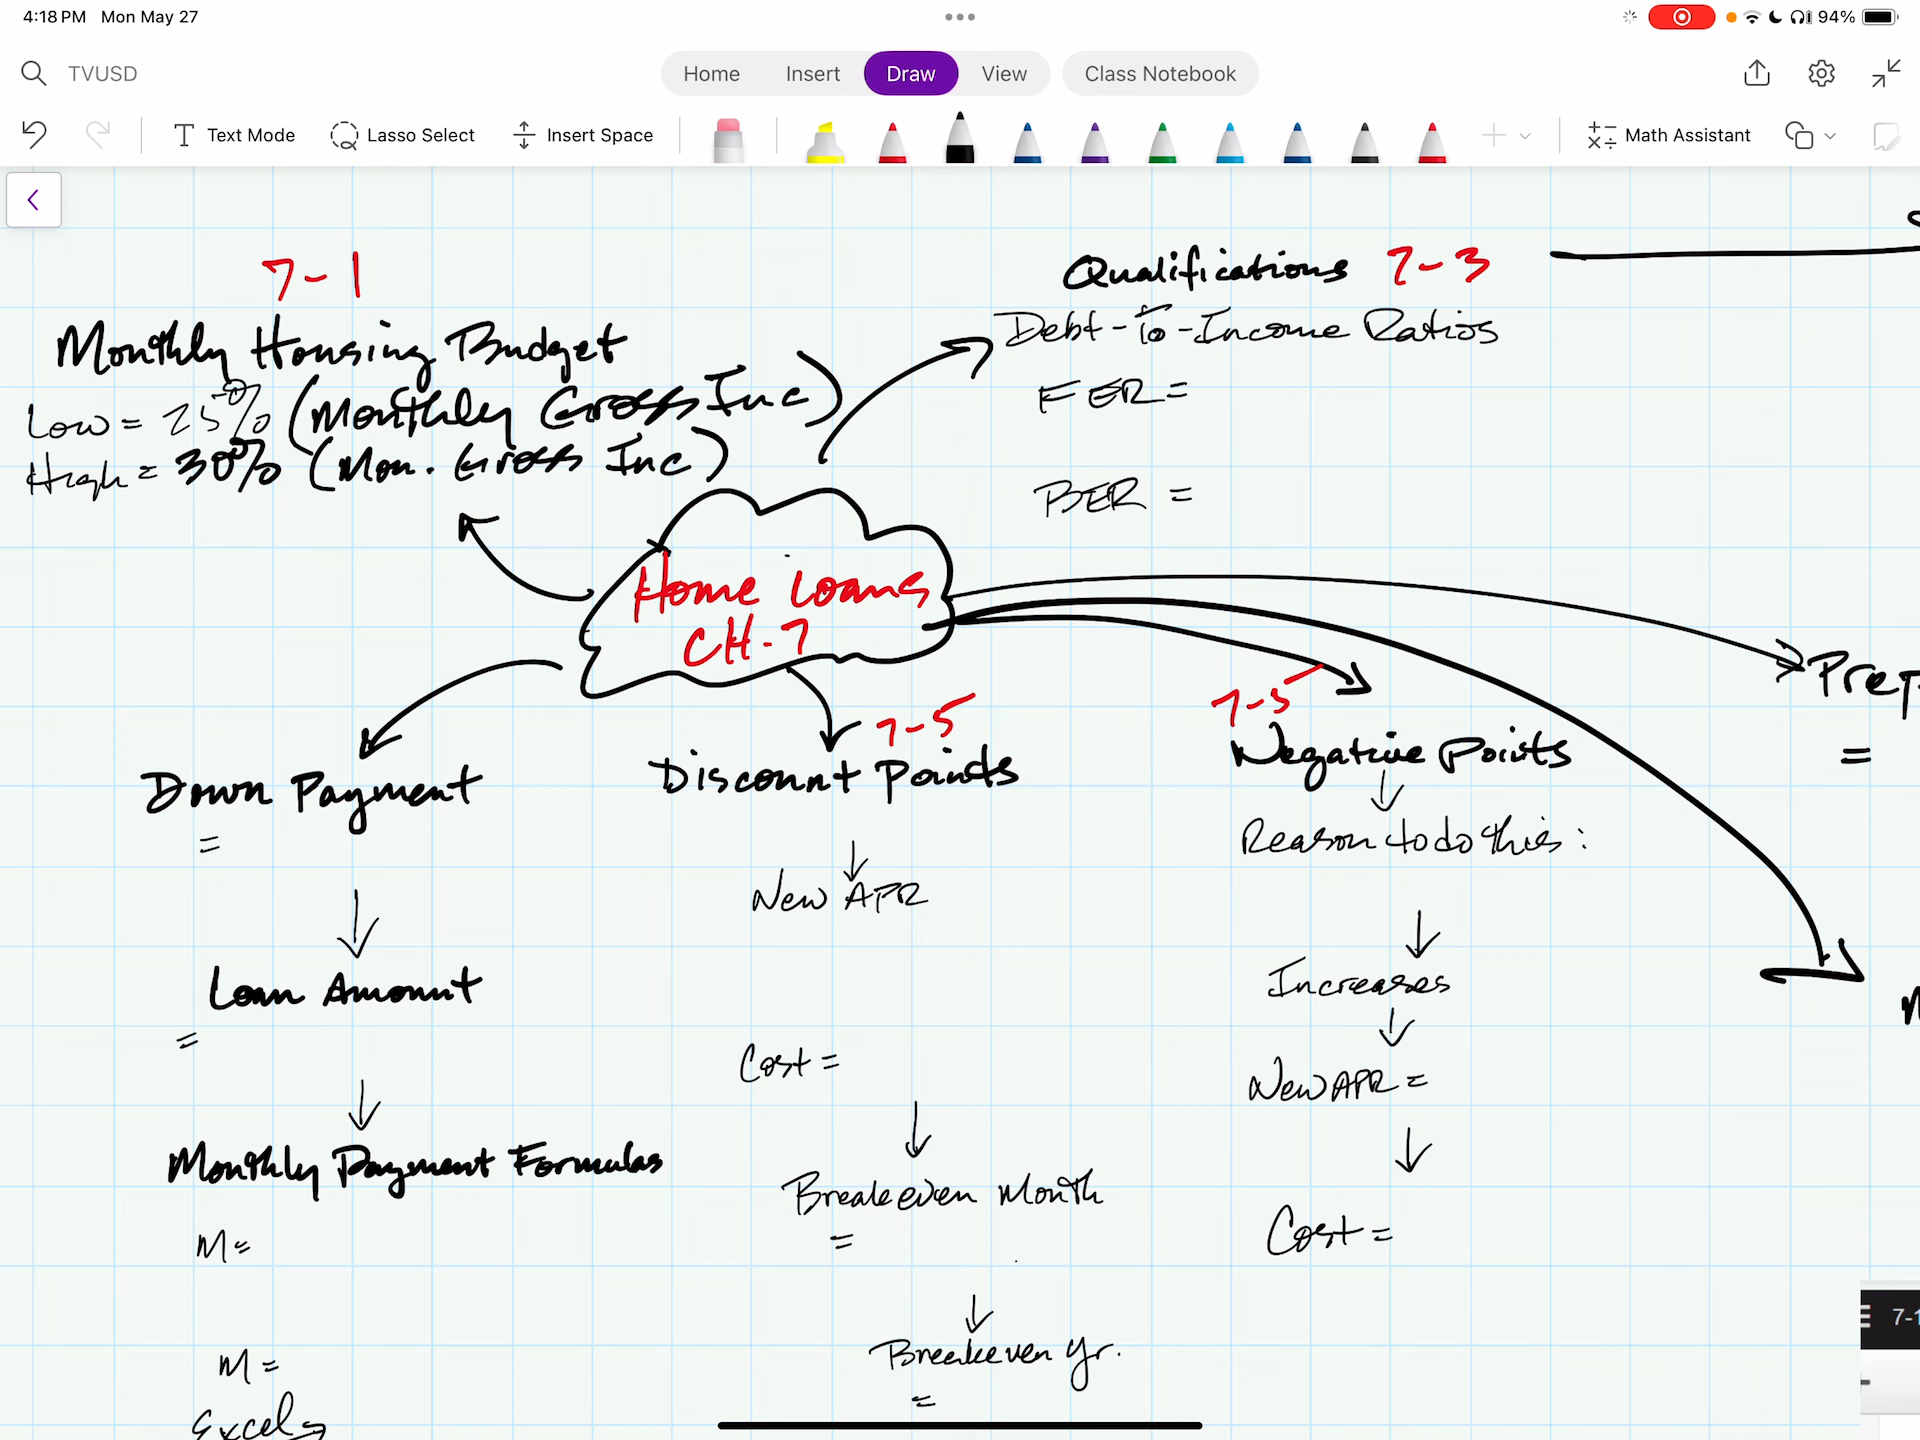 4:18 PM Mon May 27
94%
TVUSD
Home Insert Draw View Class Notebook
Text Mode Lasso Select Insert Space Math Assistant
7-1
Monthly Housing Budget
Low = 25% (Monthly Gross Inc)
High = 30% (Mon. Gross Inc)
Qualifications 7-3
Debt-To-Income Ratios
FER =
BER =
Home Loans
CH-7
Down Payment
=
Loan Amount
=
Monthly Payment Formulas
M=
M=
Excel
7-5
Discount Points
New APR
Cost =
Breakeven Month
=
Breakeven Yr.
=
7-5
Negative Points
Reason to do this:
Increases
New APR =
Cost =
Prep
=
7-1